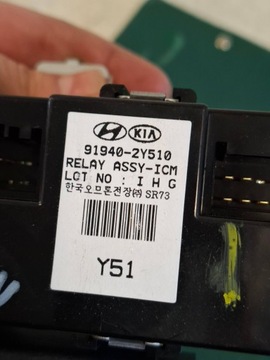 HYUNDAI KIA
91940-2Y510
RELAY ASSY-ICM
LOT NO : I H G
한국오므론전장㈜ SR73
Y51